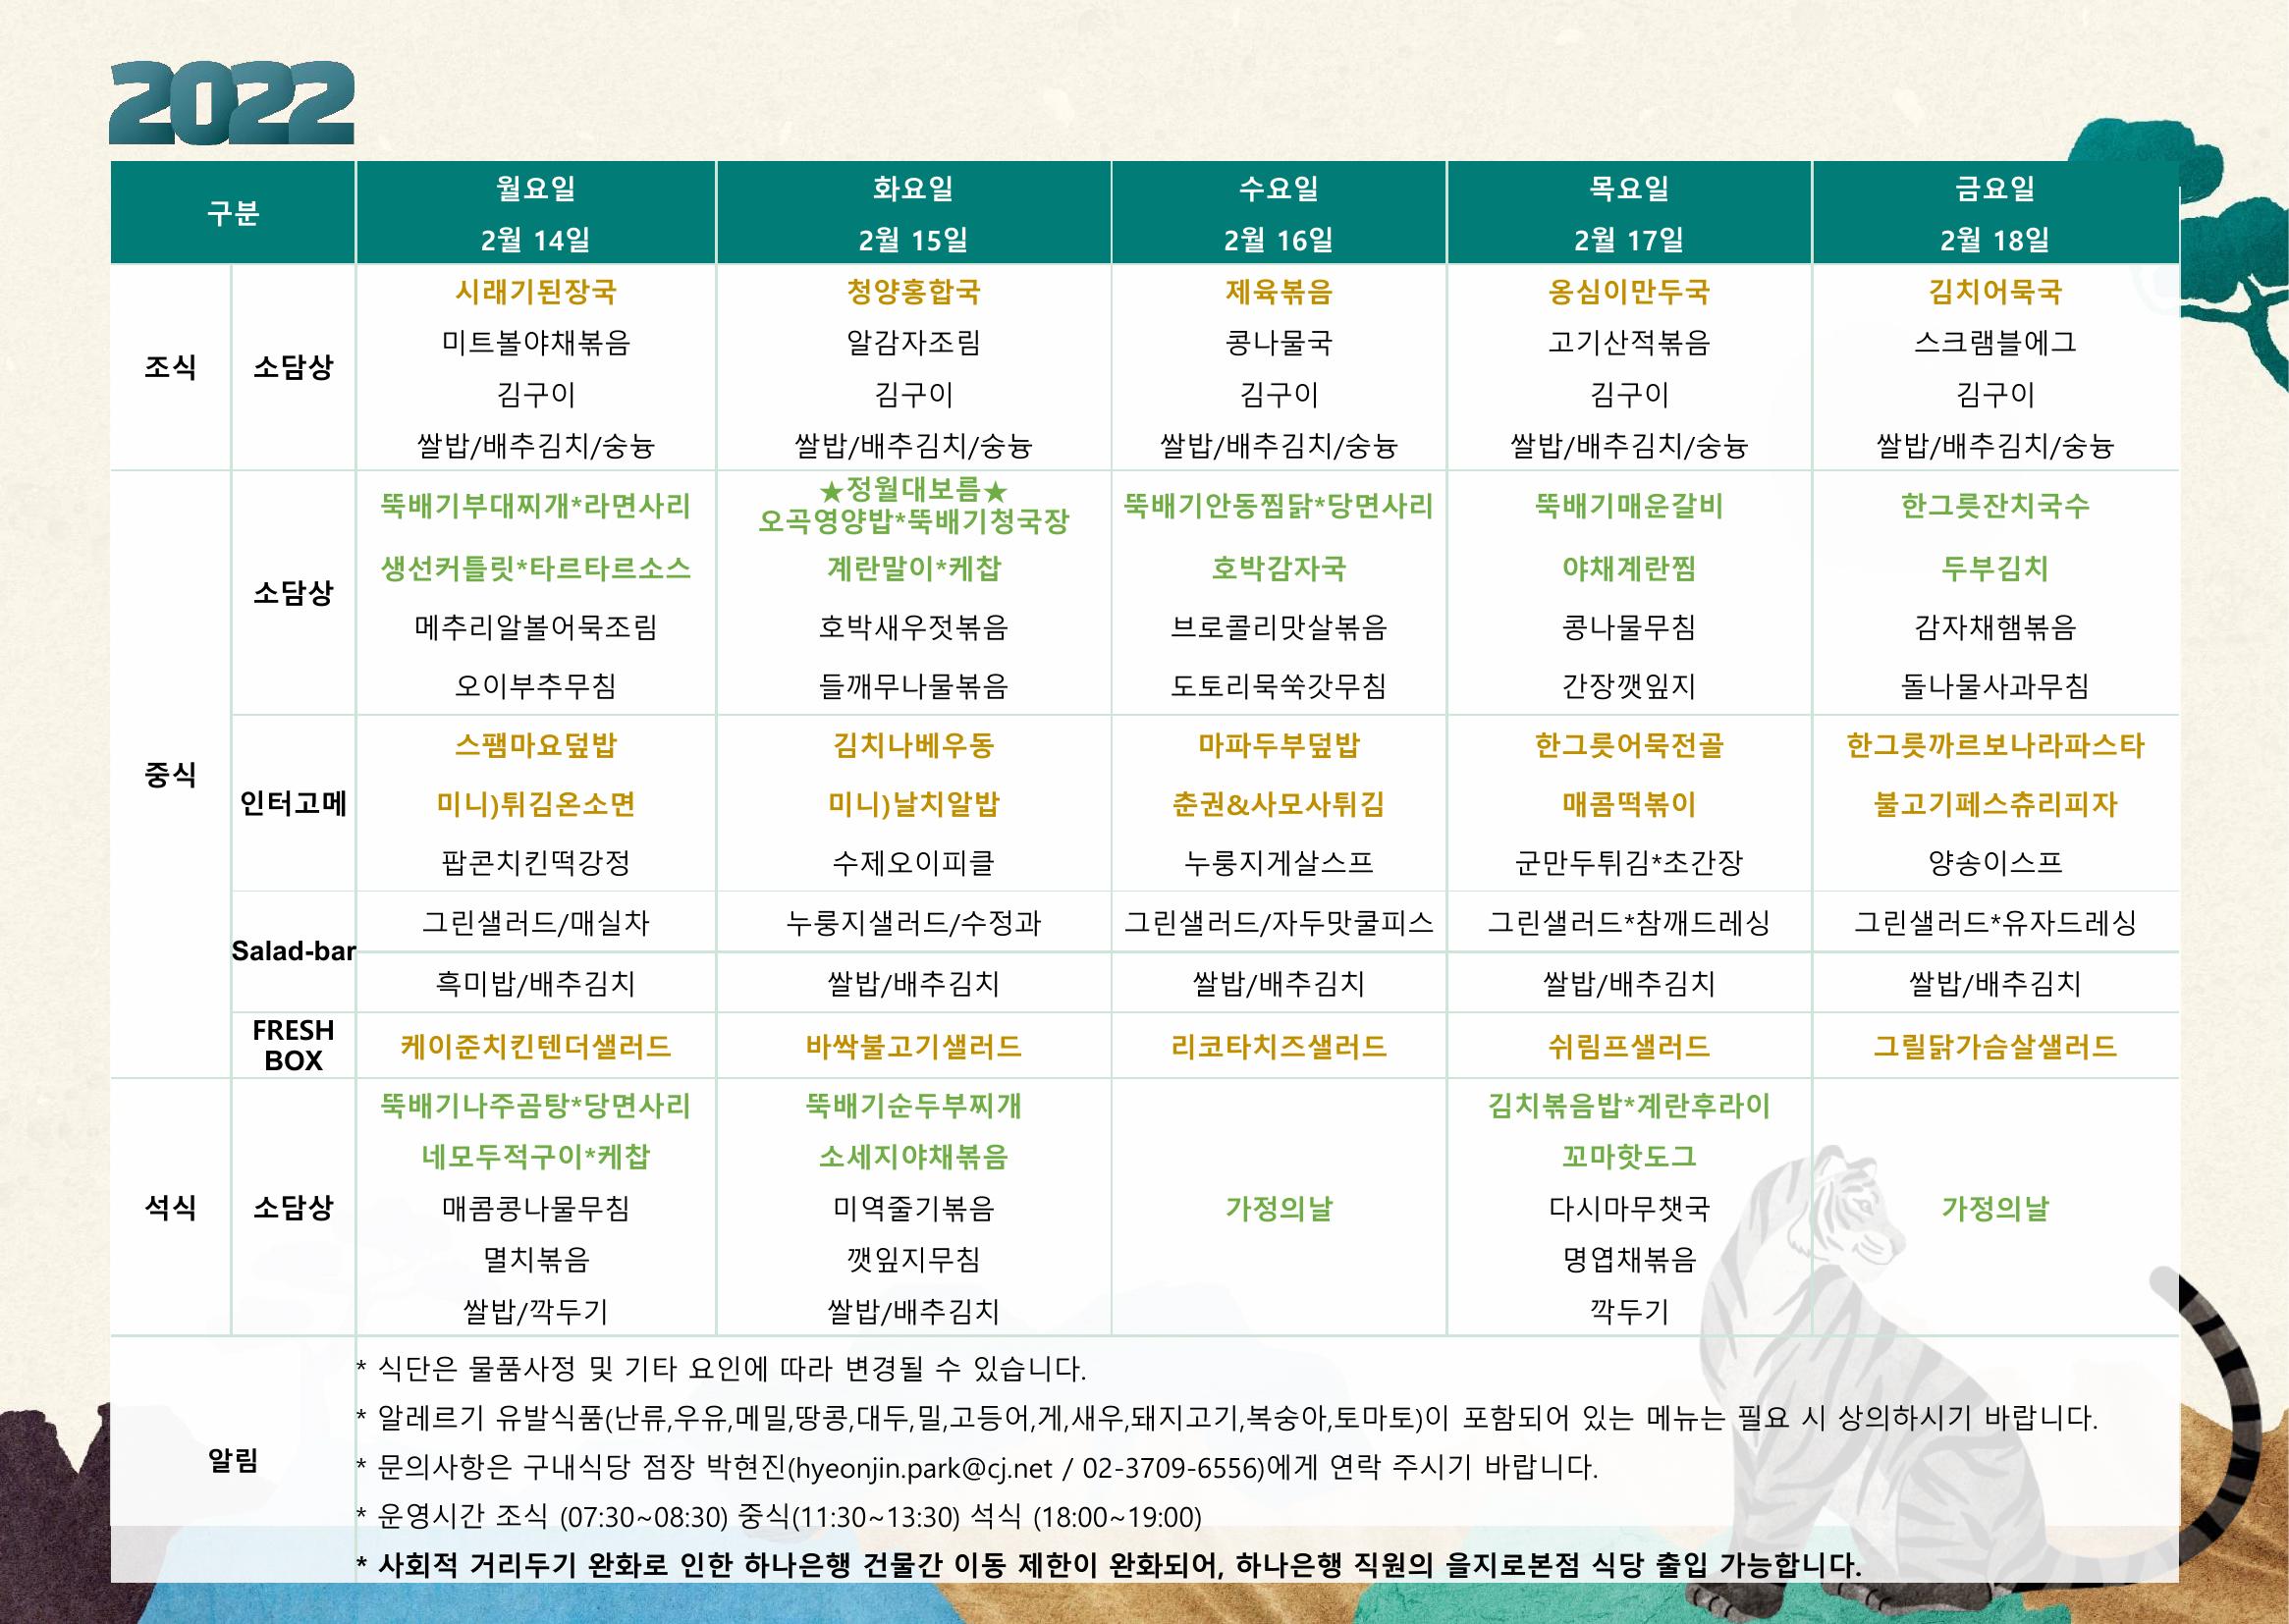 2022
구분
월요일
2월 14일
화요일
2월 15일
수요일
2월 16일
목요일
2월 17일
금요일
2월 18일
조식
소담상
시래기된장국
미트볼야채볶음
김구이
쌀밥/배추김치/숭늉
청양홍합국
알감자조림
김구이
쌀밥/배추김치/숭늉
제육볶음
콩나물국
김구이
쌀밥/배추김치/숭늉
옹심이만두국
고기산적볶음
김구이
쌀밥/배추김치/숭늉
김치어묵국
스크램블에그
김구이
쌀밥/배추김치/숭늉
중식
소담상
뚝배기부대찌개*라면사리
생선커틀릿*타르타르소스
메추리알볼어묵조림
오이부추무침
★정월대보름★
오곡영양밥*뚝배기청국장
계란말이*케찹
호박새우젓볶음
들깨무나물볶음
뚝배기안동찜닭*당면사리
호박감자국
브로콜리맛살볶음
도토리묵쑥갓무침
뚝배기매운갈비
야채계란찜
콩나물무침
간장깻잎지
한그릇잔치국수
두부김치
감자채햄볶음
돌나물사과무침
인터고메
스팸마요덮밥
미니)튀김온소면
팝콘치킨떡강정
김치나베우동
미니)날치알밥
수제오이피클
마파두부덮밥
춘권&사모사튀김
누룽지게살스프
한그릇어묵전골
매콤떡볶이
군만두튀김*초간장
한그릇까르보나라파스타
불고기페스츄리피자
양송이스프
Salad-bar
그린샐러드/매실차
누룽지샐러드/수정과
그린샐러드/자두맛쿨피스
그린샐러드*참깨드레싱
그린샐러드*유자드레싱
흑미밥/배추김치
쌀밥/배추김치
쌀밥/배추김치
쌀밥/배추김치
쌀밥/배추김치
FRESH
BOX
케이준치킨텐더샐러드
바싹불고기샐러드
리코타치즈샐러드
쉬림프샐러드
그릴닭가슴살샐러드
석식
소담상
뚝배기나주곰탕*당면사리
네모두적구이*케찹
매콤콩나물무침
멸치볶음
쌀밥/깍두기
뚝배기순두부찌개
소세지야채볶음
미역줄기볶음
깻잎지무침
쌀밥/배추김치
가정의날
김치볶음밥*계란후라이
꼬마핫도그
다시마무챗국
명엽채볶음
깍두기
가정의날
알림
* 식단은 물품사정 및 기타 요인에 따라 변경될 수 있습니다.
* 알레르기 유발식품(난류,우유,메밀,땅콩,대두,밀,고등어,게,새우,돼지고기,복숭아,토마토)이 포함되어 있는 메뉴는 필요 시 상의하시기 바랍니다.
* 문의사항은 구내식당 점장 박현진(hyeonjin.park@cj.net / 02-3709-6556)에게 연락 주시기 바랍니다.
* 운영시간 조식 (07:30~08:30) 중식(11:30~13:30) 석식 (18:00~19:00)
* 사회적 거리두기 완화로 인한 하나은행 건물간 이동 제한이 완화되어, 하나은행 직원의 을지로본점 식당 출입 가능합니다.